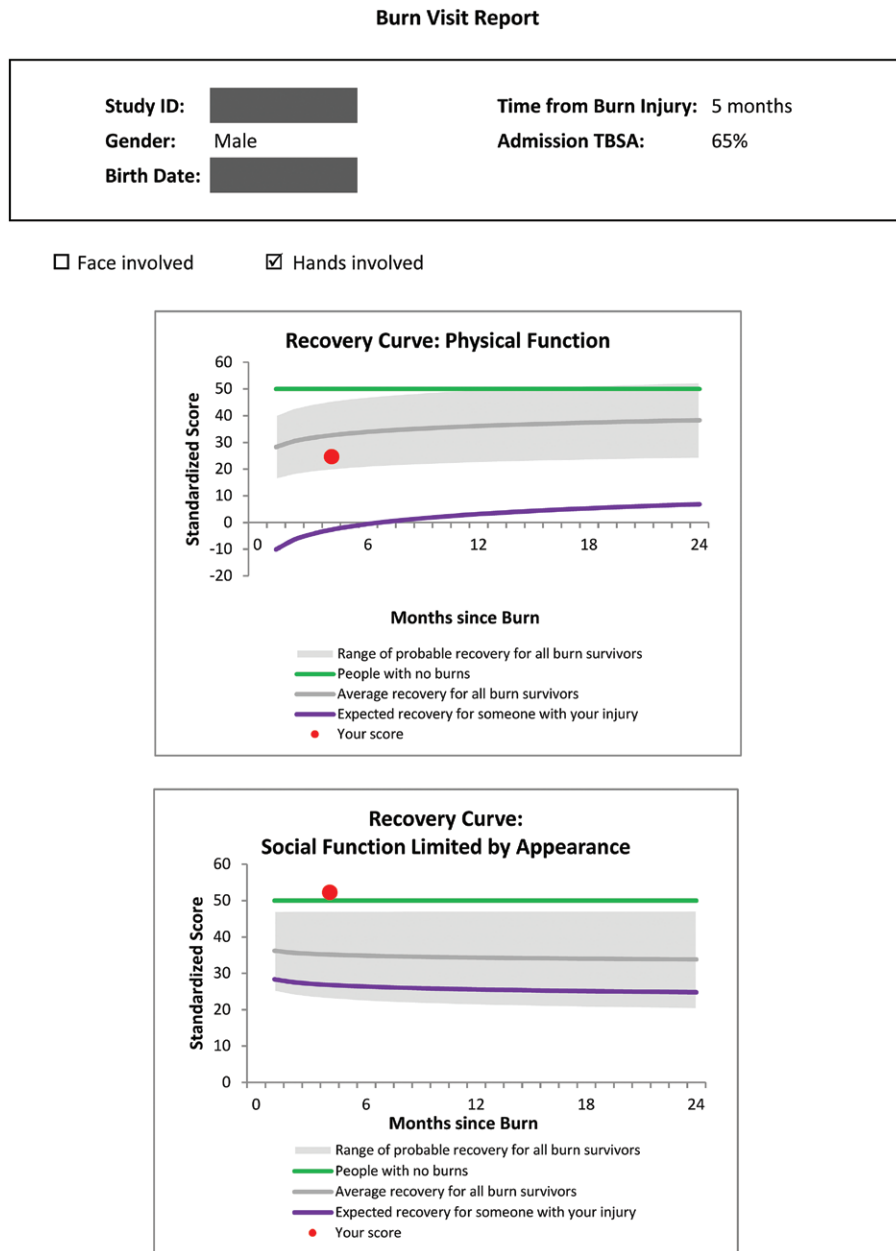 Burn Visit Report
Study ID:
Time from Burn Injury: 5 months
Gender: Male
Admission TBSA: 65%
Birth Date:
Face involved
Hands involved
Recovery Curve: Physical Function
Standardized Score
60
50
40
30
20
10
0
-10
-20
0 6 12 18 24
Months since Burn
Range of probable recovery for all burn survivors
People with no burns
Average recovery for all burn survivors
Expected recovery for someone with your injury
Your score
Recovery Curve:
Social Function Limited by Appearance
Standardized Score
60
50
40
30
20
10
0
0 6 12 18 24
Months since Burn
Range of probable recovery for all burn survivors
People with no burns
Average recovery for all burn survivors
Expected recovery for someone with your injury
Your score